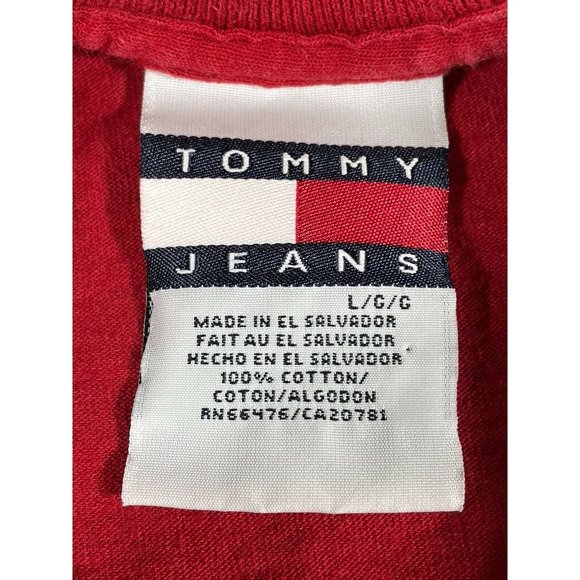 TOMMY
JEANS
L/G/G
MADE IN EL SALVADOR
FAIT AU EL SALVADOR
HECHO EN EL SALVADOR
100% COTTON/
COTON/ALGODON
RN66476/CA20781